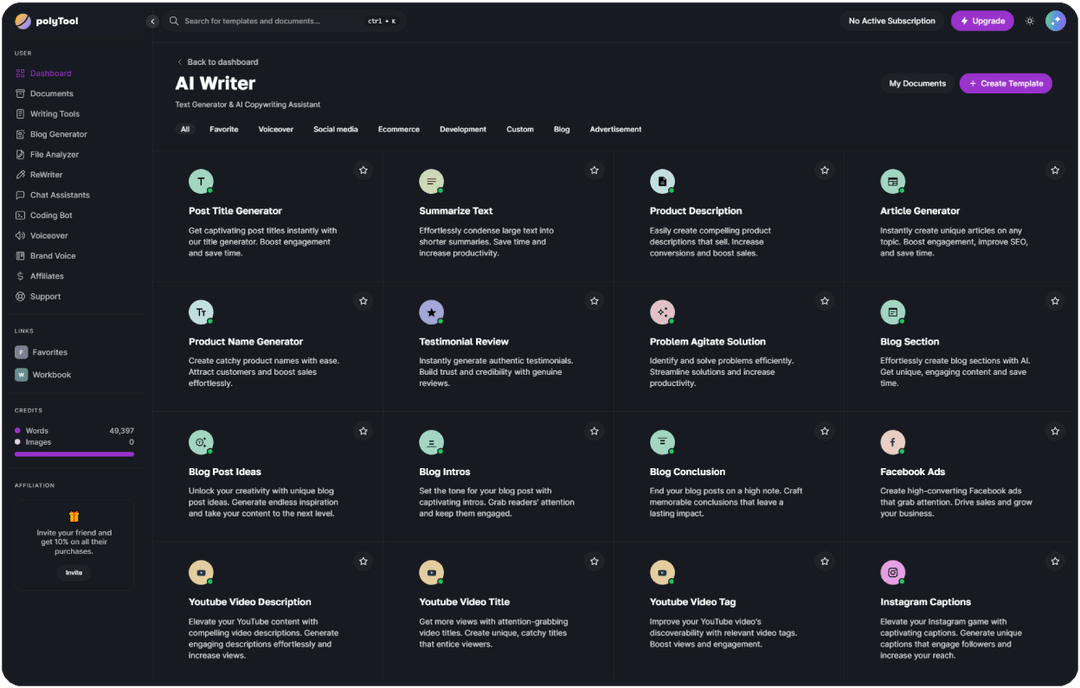 polyTool
Search for templates and documents...
ctrl + K
No Active Subscription
Upgrade
USER
Dashboard
Documents
Writing Tools
Blog Generator
File Analyzer
ReWriter
Chat Assistants
Coding Bot
Voiceover
Brand Voice
Affiliates
Support
LINKS
F
Favorites
W
Workbook
CREDITS
Words
49,397
Images
0
AFFILIATION
Invite your friend and
get 10% on all their
purchases.
Invite
Back to dashboard
AI Writer
Text Generator & AI Copywriting Assistant
My Documents
+ Create Template
All
Favorite
Voiceover
Social media
Ecommerce
Development
Custom
Blog
Advertisement
T
Post Title Generator
Get captivating post titles instantly with
our title generator. Boost engagement
and save time.
Summarize Text
Effortlessly condense large text into
shorter summaries. Save time and
increase productivity.
Product Description
Easily create compelling product
descriptions that sell. Increase
conversions and boost sales.
Article Generator
Instantly create unique articles on any
topic. Boost engagement, improve SEO,
and save time.
Tт
Product Name Generator
Create catchy product names with ease.
Attract customers and boost sales
effortlessly.
Testimonial Review
Instantly generate authentic testimonials.
Build trust and credibility with genuine
reviews.
Problem Agitate Solution
Identify and solve problems efficiently.
Streamline solutions and increase
productivity.
Blog Section
Effortlessly create blog sections with AI.
Get unique, engaging content and save
time.
Blog Post Ideas
Unlock your creativity with unique blog
post ideas. Generate endless inspiration
and take your content to the next level.
Blog Intros
Set the tone for your blog post with
captivating intros. Grab readers' attention
and keep them engaged.
Blog Conclusion
End your blog posts on a high note. Craft
memorable conclusions that leave a
lasting impact.
f
Facebook Ads
Create high-converting Facebook ads
that grab attention. Drive sales and grow
your business.
Youtube Video Description
Elevate your YouTube content with
compelling video descriptions. Generate
engaging descriptions effortlessly and
increase views.
Youtube Video Title
Get more views with attention-grabbing
video titles. Create unique, catchy titles
that entice viewers.
Youtube Video Tag
Improve your YouTube video's
discoverability with relevant video tags.
Boost views and engagement.
Instagram Captions
Elevate your Instagram game with
captivating captions. Generate unique
captions that engage followers and
increase your reach.